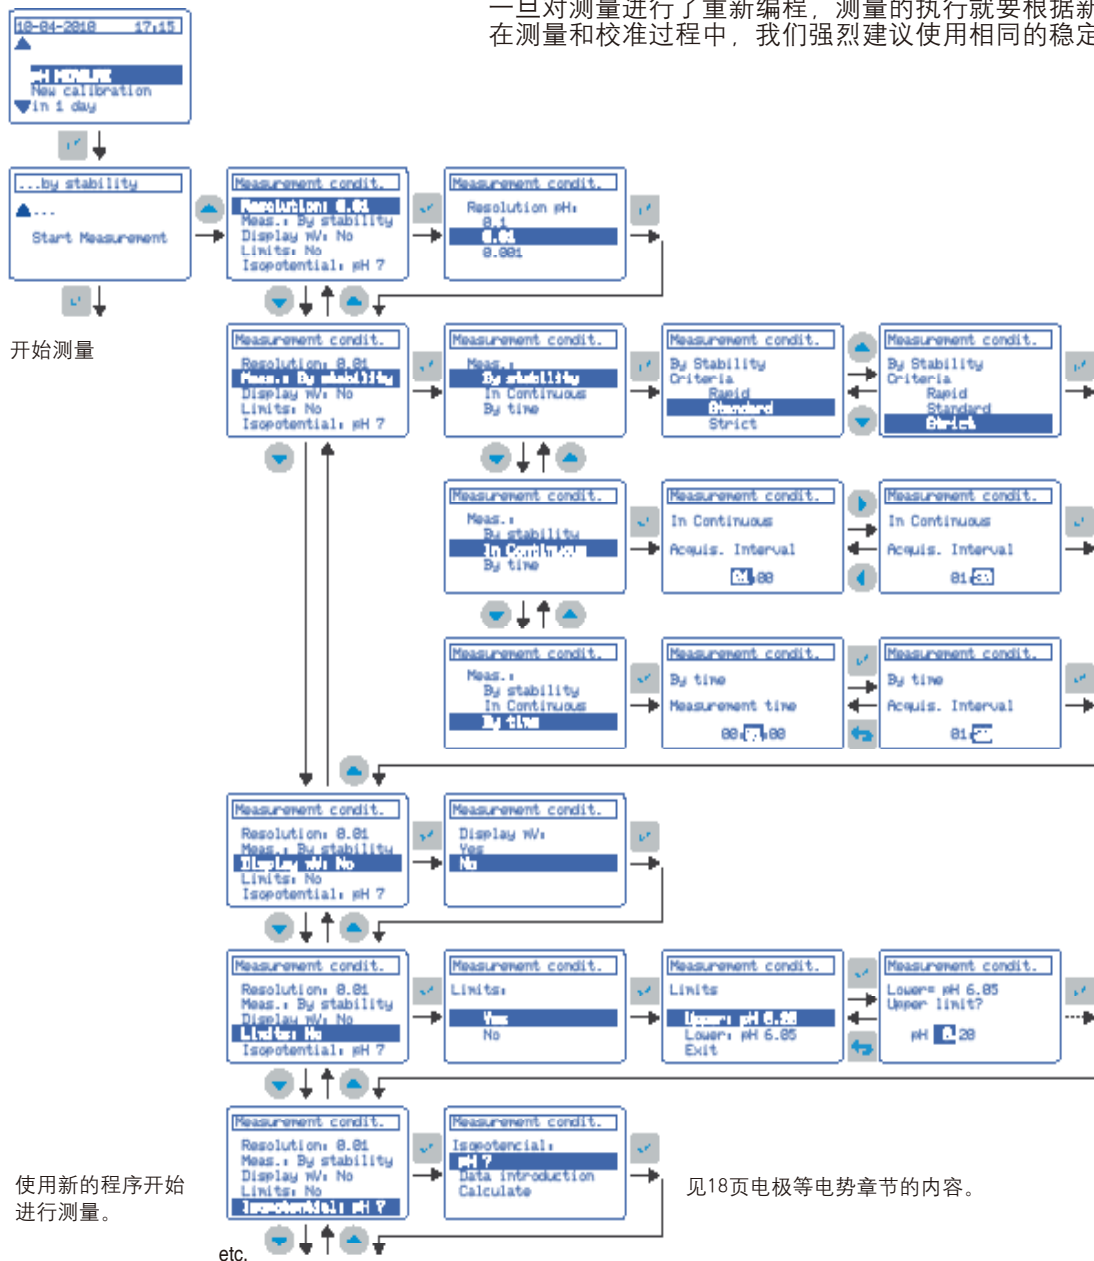 一旦对测量进行了重新编程，测量的执行就要根据新
在测量和校准过程中，我们强烈建议使用相同的稳定
10-04-2010 17:15
pH MEASURE
New calibration
in 1 day
...by stability
...
Start Measurement
开始测量
Measurement condit.
Resolution: 0.01
Meas.: By stability
Display mV: No
Limits: No
Isopotential: pH 7
Measurement condit.
Resolution pH:
0.1
0.01
0.001
Measurement condit.
Resolution: 0.01
Meas.: By stability
Display mV: No
Limits: No
Isopotential: pH 7
Measurement condit.
Meas.:
By stability
In Continuous
By time
Measurement condit.
By Stability
Criteria
Rapid
Standard
Strict
Measurement condit.
By Stability
Criteria
Rapid
Standard
Strict
Measurement condit.
Meas.:
By stability
In Continuous
By time
Measurement condit.
In Continuous
Acquis. Interval
01:00
Measurement condit.
In Continuous
Acquis. Interval
01:
Measurement condit.
Meas.:
By stability
In Continuous
By time
Measurement condit.
By time
Measurement time
00: :00
Measurement condit.
By time
Acquis. Interval
01:
Measurement condit.
Resolution: 0.01
Meas.: By stability
Display mV: No
Limits: No
Isopotential: pH 7
Measurement condit.
Display mV:
Yes
No
Measurement condit.
Resolution: 0.01
Meas.: By stability
Display mV: No
Limits: No
Isopotential: pH 7
Measurement condit.
Limits:
Yes
No
Measurement condit.
Limits
Upper: pH 8.20
Lower: pH 6.05
Exit
Measurement condit.
Lower= pH 6.05
Upper limit?
pH 8.20
Measurement condit.
Resolution: 0.01
Meas.: By stability
Display mV: No
Limits: No
Isopotential: pH 7
Measurement condit.
Isopotencial:
pH 7
Data introduction
Calculate
使用新的程序开始
进行测量。
见18页电极等电势章节的内容。
etc.